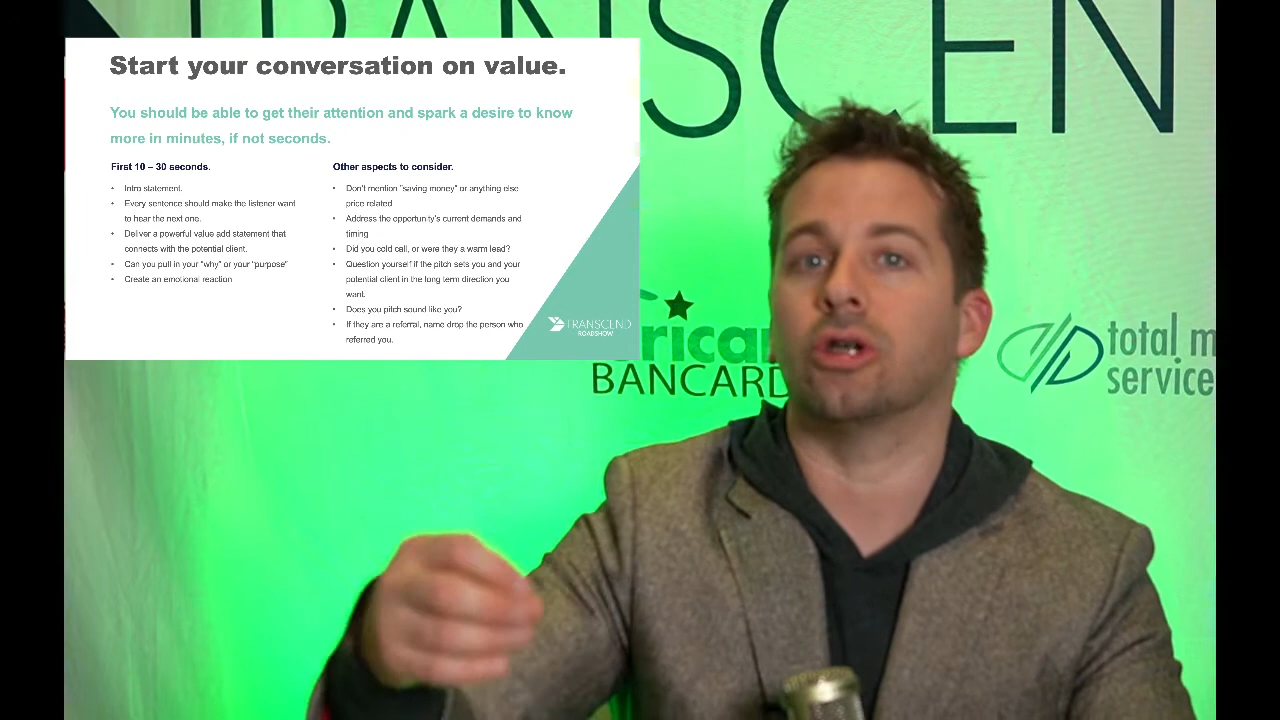 TRANSCEN
Start your conversation on value.
You should be able to get their attention and spark a desire to know
more in minutes, if not seconds.
First 10 – 30 seconds.
• Intro statement.
• Every sentence should make the listener want
to hear the next one.
• Deliver a powerful value add statement that
connects with the potential client.
• Can you pull in your "why" or your "purpose"
• Create an emotional reaction
Other aspects to consider.
• Don't mention "saving money" or anything else
price related
• Address the opportunity's current demands and
timing
• Did you cold call, or were they a warm lead?
• Question yourself if the pitch sets you and your
potential client in the long term direction you
want.
• Does you pitch sound like you?
• If they are a referral, name drop the person who
referred you.
TRANSCEND
ROADSHOW
rican
BANCARD
total m
service